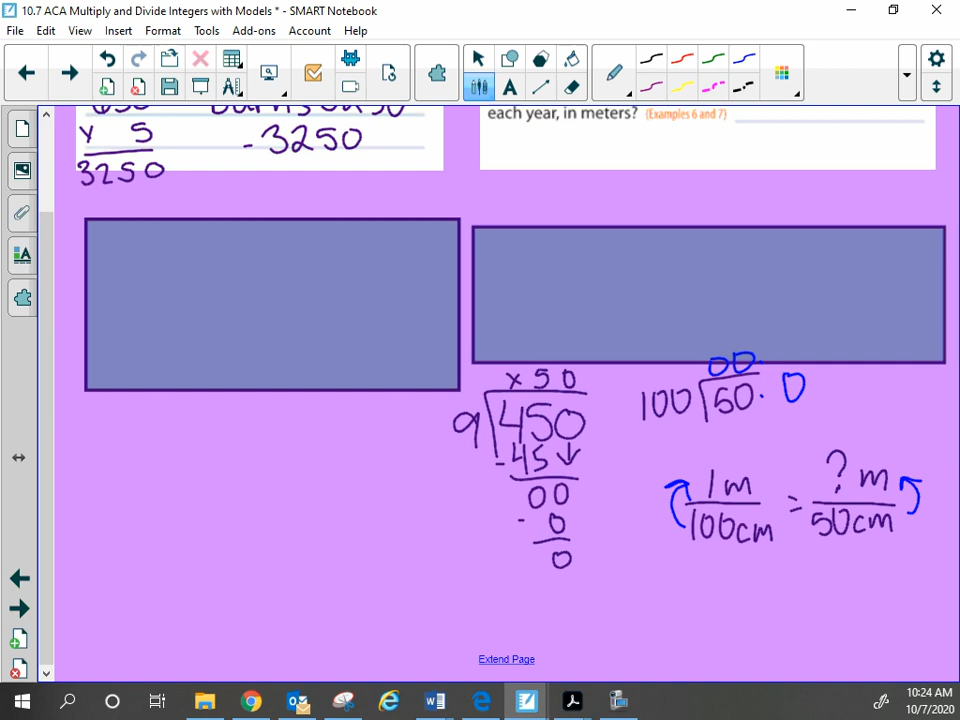 10.7 ACA Multiply and Divide Integers with Models * - SMART Notebook
File Edit View Insert Format Tools Add-ons Account Help
each year, in meters? (Examples 6 and 7)
x 5
3250
- 3250
x 5 0
9 450
- 45 ↓
00
- 0
0
00.
100 50. 0
1m = ? m
100cm 50cm
Extend Page
10:24 AM
10/7/2020